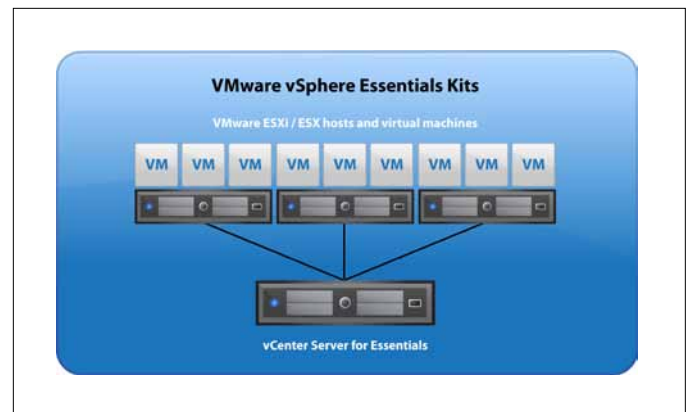 VMware vSphere Essentials Kits
VMware ESXi / ESX hosts and virtual machines
VM VM VM VM VM VM VM VM VM
vCenter Server for Essentials